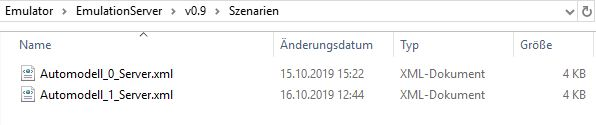 Emulator > EmulationServer > v0.9 > Szenarien
Name Änderungsdatum Typ Größe
Automodell_0_Server.xml 15.10.2019 15:22 XML-Dokument 4 KB
Automodell_1_Server.xml 16.10.2019 12:44 XML-Dokument 4 KB